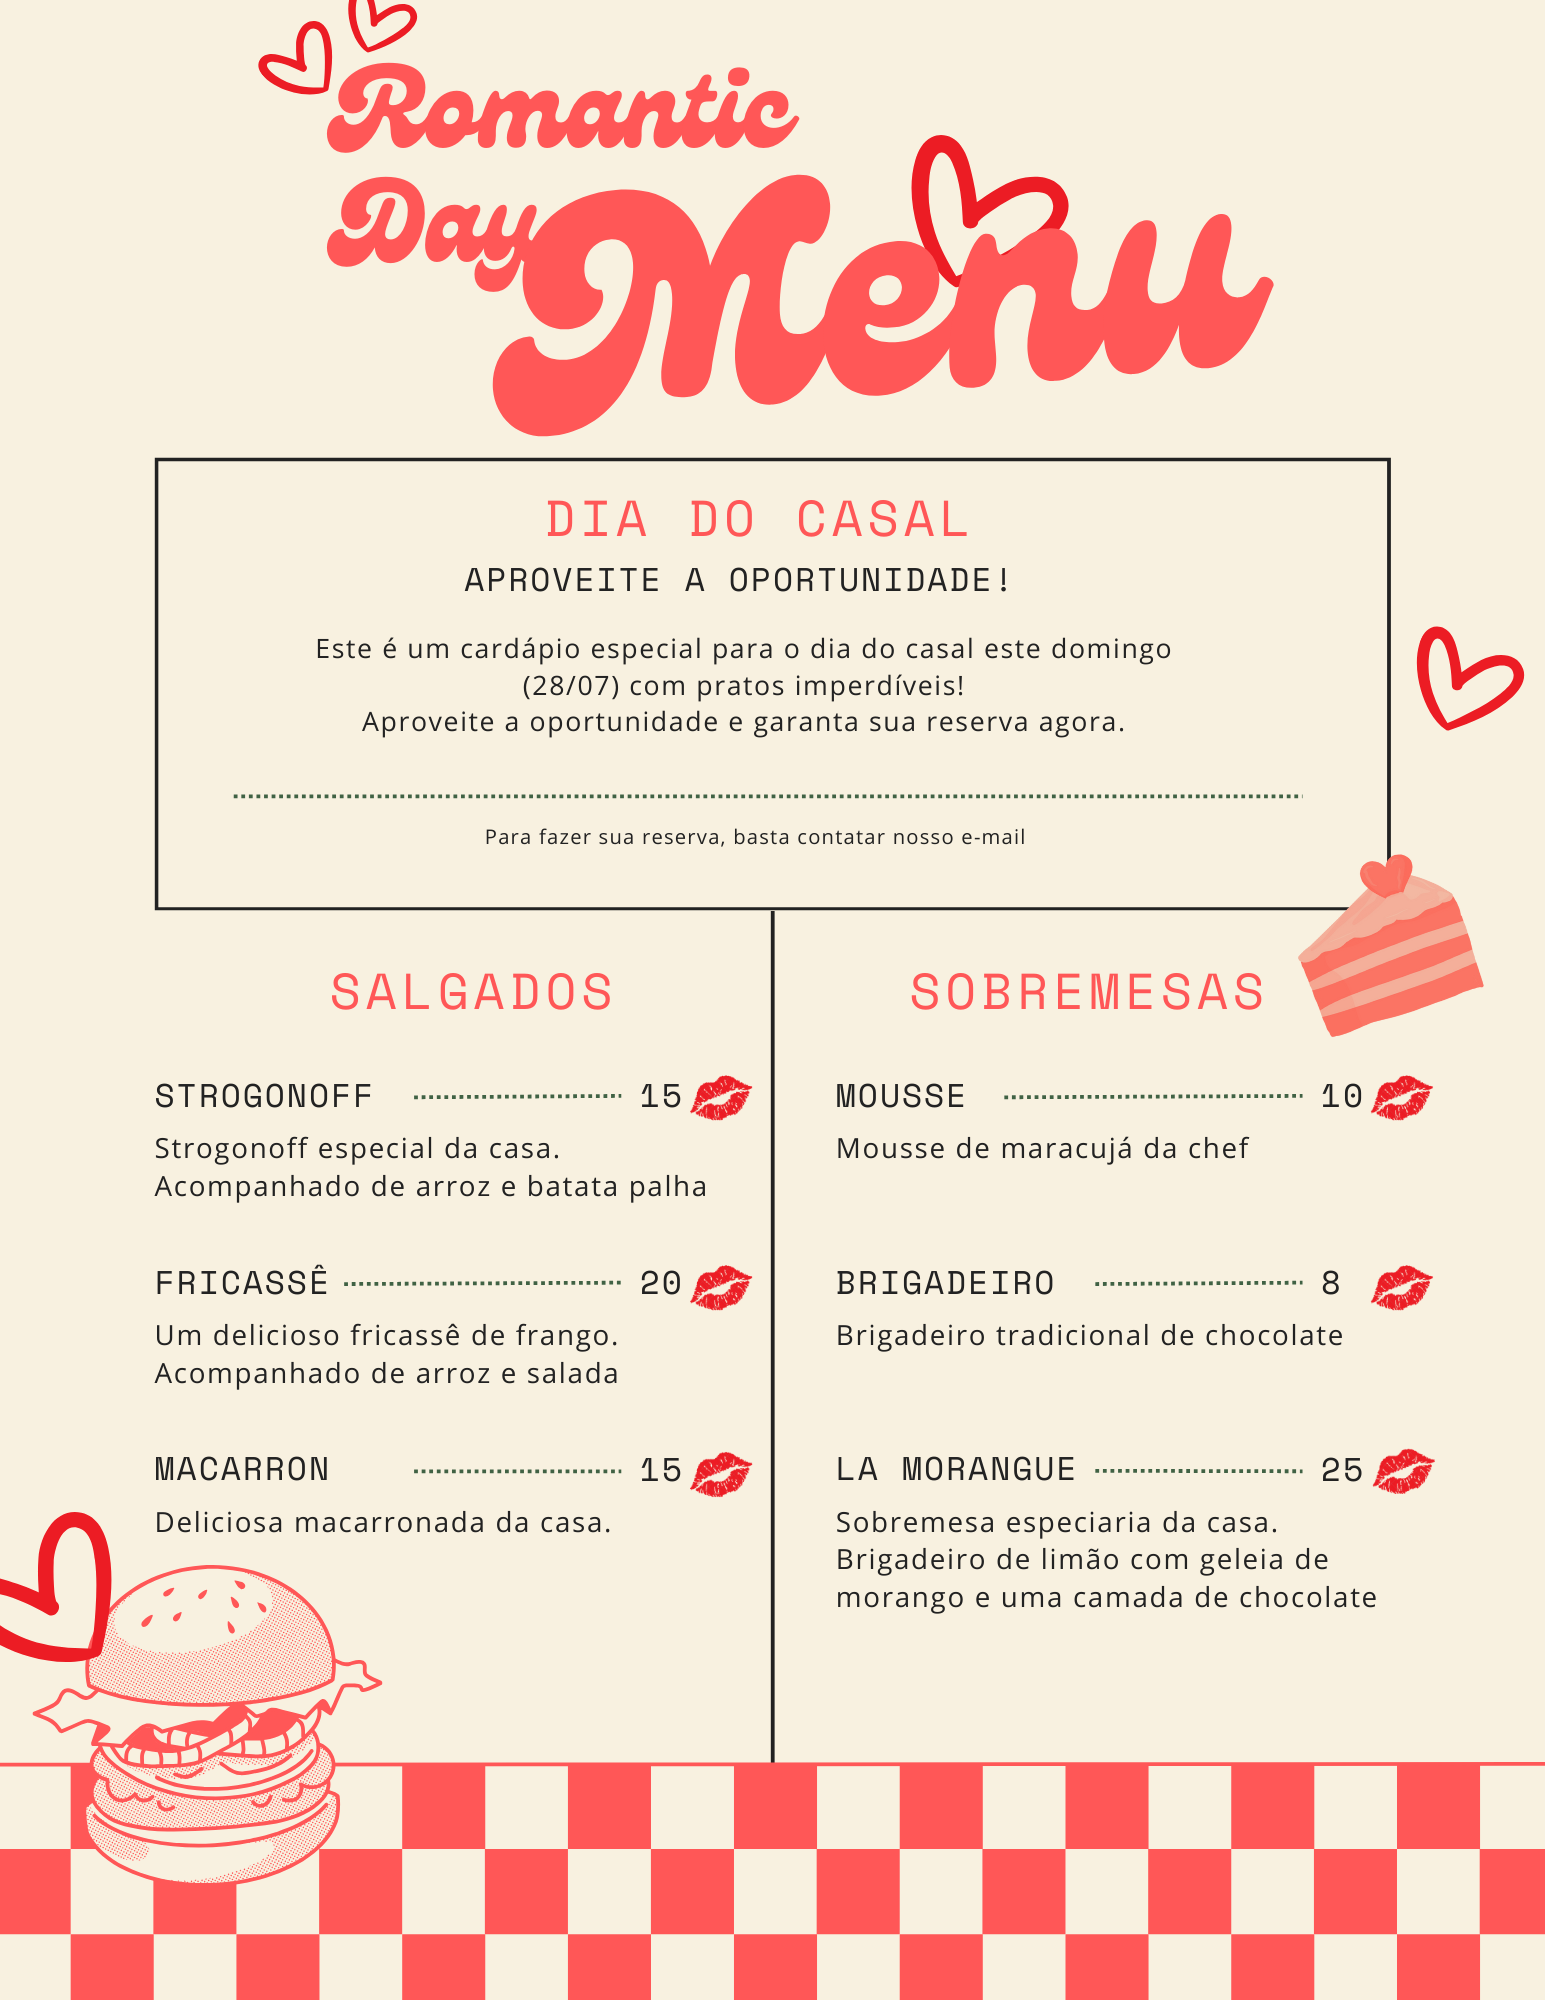 Romantic
Day Menu
DIA DO CASAL
APROVEITE A OPORTUNIDADE!
Este é um cardápio especial para o dia do casal este domingo
(28/07) com pratos imperdíveis!
Aproveite a oportunidade e garanta sua reserva agora.
Para fazer sua reserva, basta contatar nosso e-mail
SALGADOS
STROGONOFF 15
Strogonoff especial da casa.
Acompanhado de arroz e batata palha
FRICASSÊ 20
Um delicioso fricassê de frango.
Acompanhado de arroz e salada
MACARRON 15
Deliciosa macarronada da casa.
SOBREMESAS
MOUSSE 10
Mousse de maracujá da chef
BRIGADEIRO 8
Brigadeiro tradicional de chocolate
LA MORANGUE 25
Sobremesa especiaria da casa.
Brigadeiro de limão com geleia de
morango e uma camada de chocolate